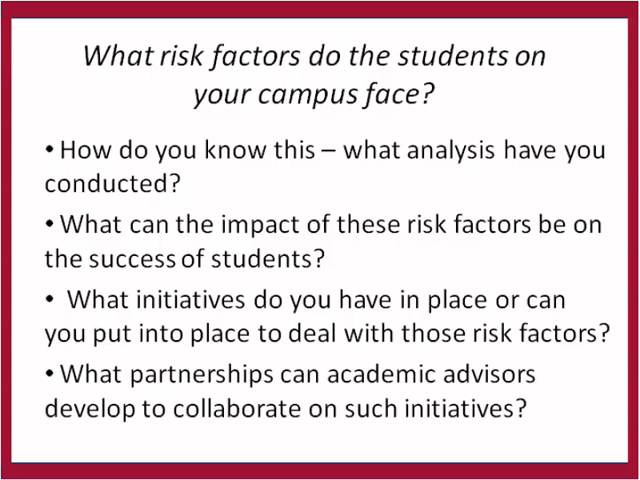 What risk factors do the students on
your campus face?
• How do you know this – what analysis have you
conducted?
• What can the impact of these risk factors be on
the success of students?
• What initiatives do you have in place or can
you put into place to deal with those risk factors?
• What partnerships can academic advisors
develop to collaborate on such initiatives?